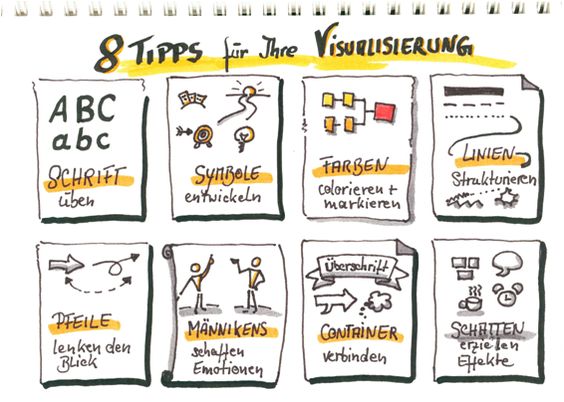 8 TIPPS für Ihre VISUALISIERUNG
ABC
abc
SCHRIFT
üben
SYMBOLE
entwickeln
FARBEN
colorieren +
markieren
LINIEN
Strukturieren
PFEILE
lenken den
Blick
MÄNNIKENS
schaffen
Emotionen
Überschrift
CONTAINER
verbinden
SCHATTEN
erzielen
Effekte